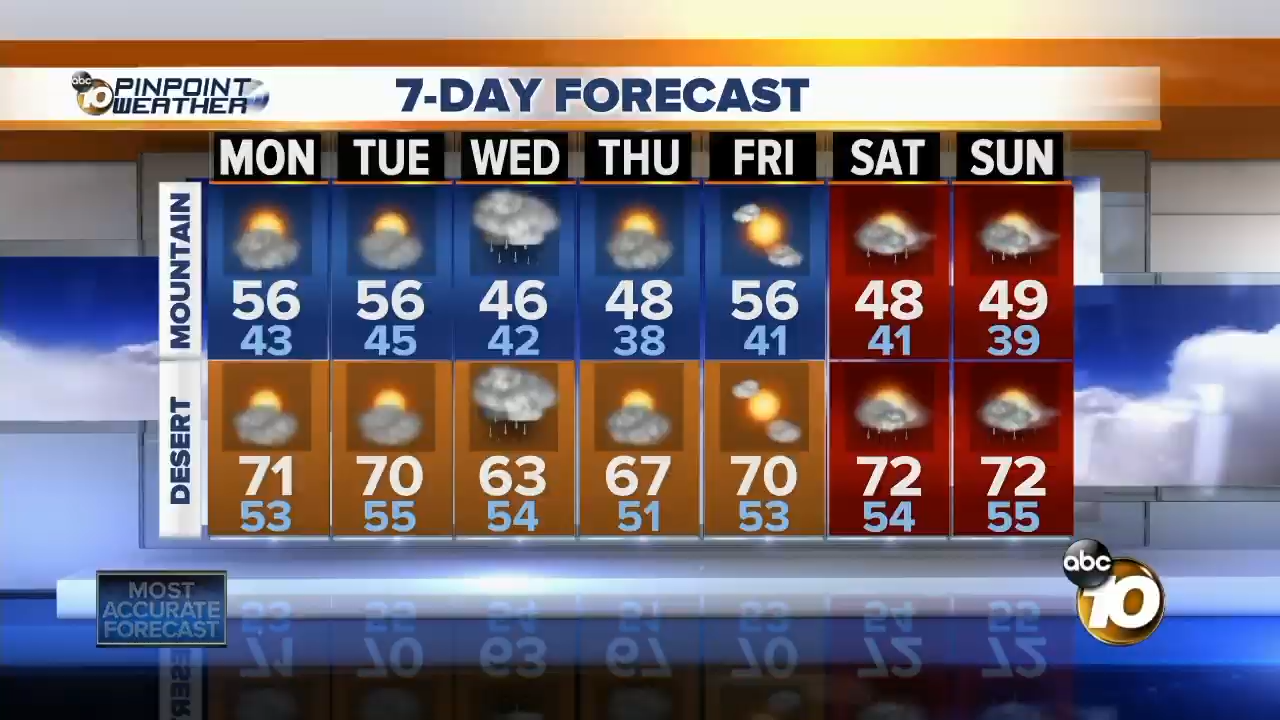 abc
10 PINPOINT
WEATHER
7-DAY FORECAST
MON TUE WED THU FRI SAT SUN
MOUNTAIN
56 56 46 48 56 48 49
43 45 42 38 41 41 39
DESERT
71 70 63 67 70 72 72
53 55 54 51 53 54 55
MOST
ACCURATE
FORECAST
abc
10